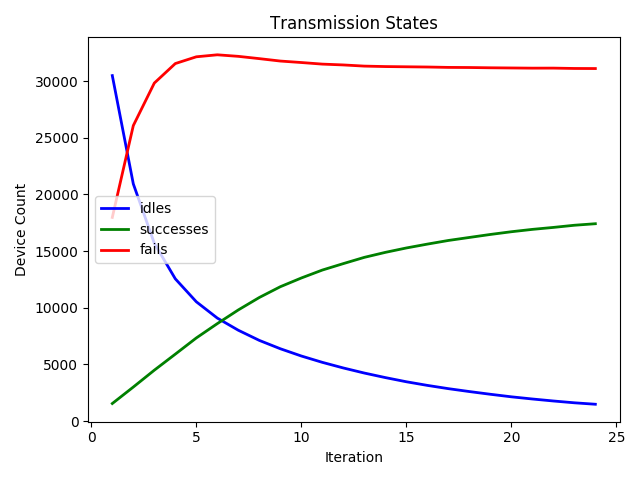 Transmission States
Device Count
30000
25000
20000
15000
10000
5000
0
idles
successes
fails
0 5 10 15 20 25
Iteration